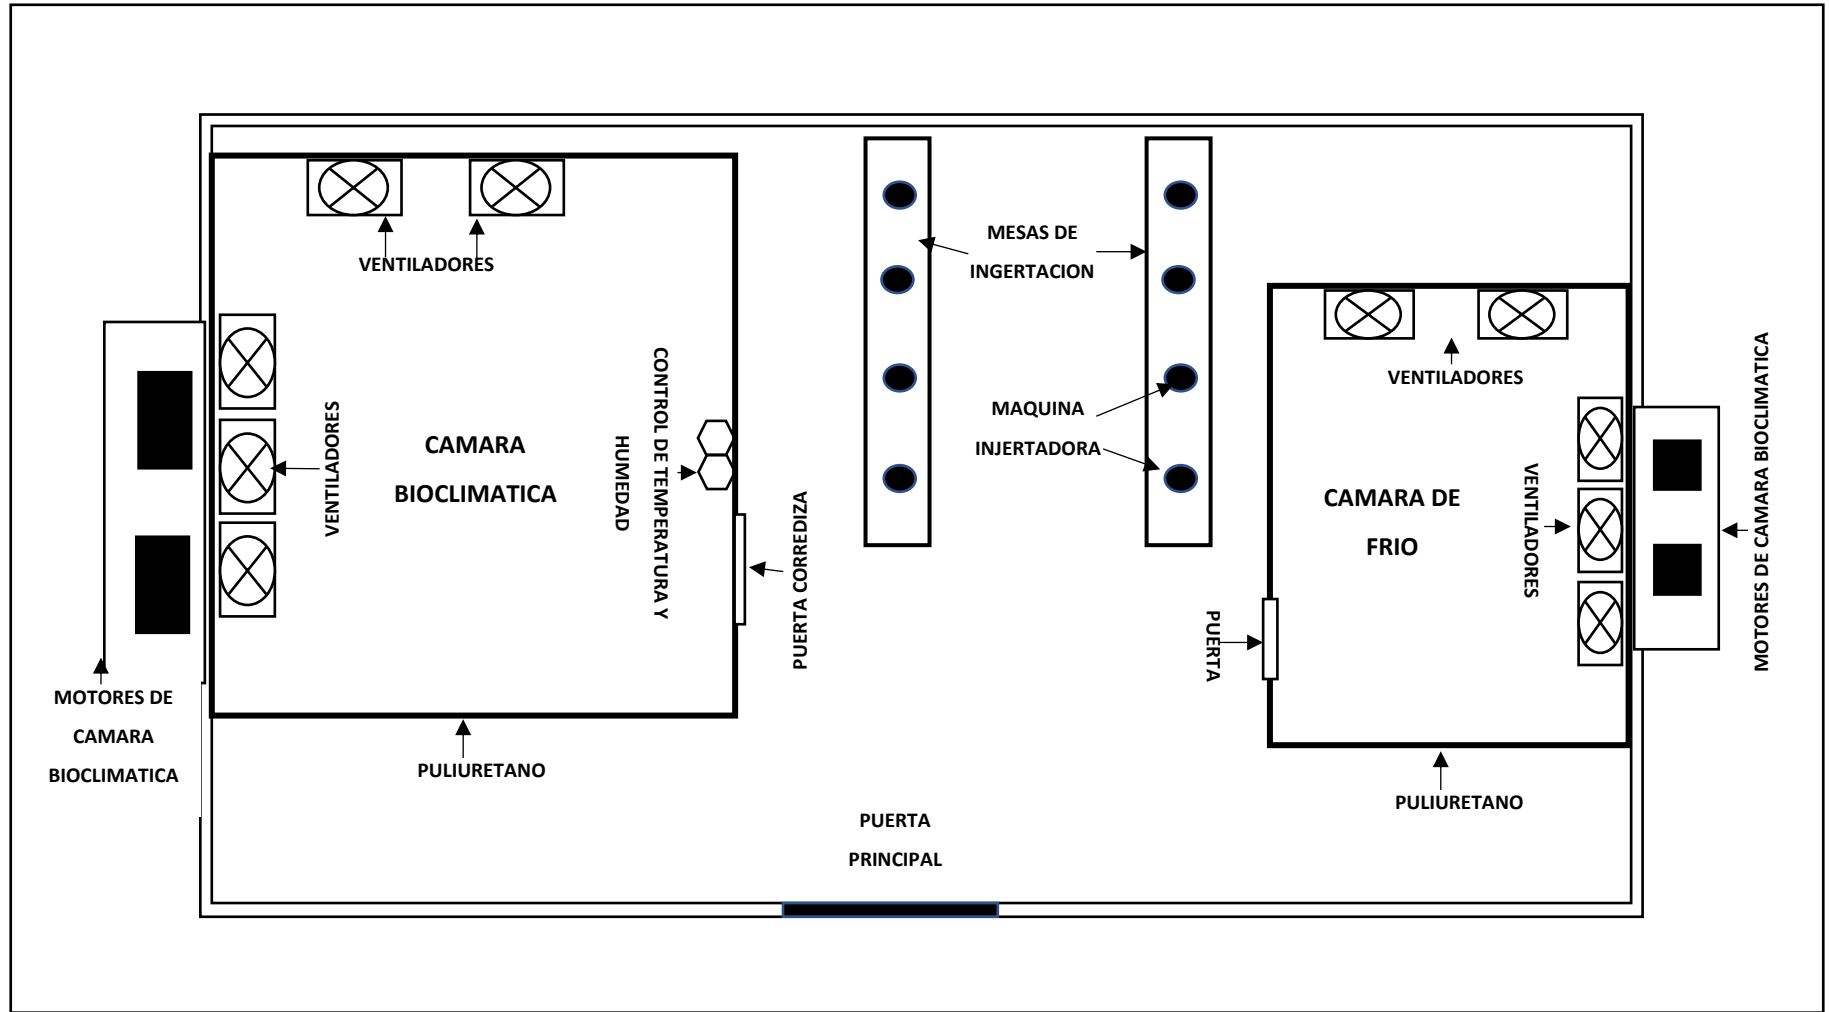 VENTILADORES
MESAS DE
INGERTACION
VENTILADORES
CONTROL DE TEMPERATURA Y
HUMEDAD
VENTILADORES
CAMARA
BIOCLIMATICA
MAQUINA
INJERTADORA
CAMARA DE
FRIO
VENTILADORES
MOTORES DE CAMARA BIOCLIMATICA
PUERTA CORREDIZA
PUERTA
MOTORES DE
CAMARA
BIOCLIMATICA
PULIURETANO
PULIURETANO
PUERTA
PRINCIPAL